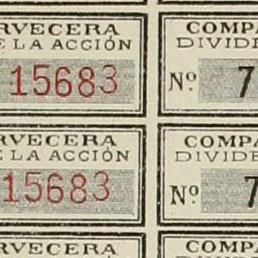 RVECERA
E LA ACCIÓN
15683
COMPA
DIVIDE
Nº. 7
RVECERA
E LA ACCIÓN
15683
COMPA
DIVIDE
Nº. 7
RVECERA
COMPA